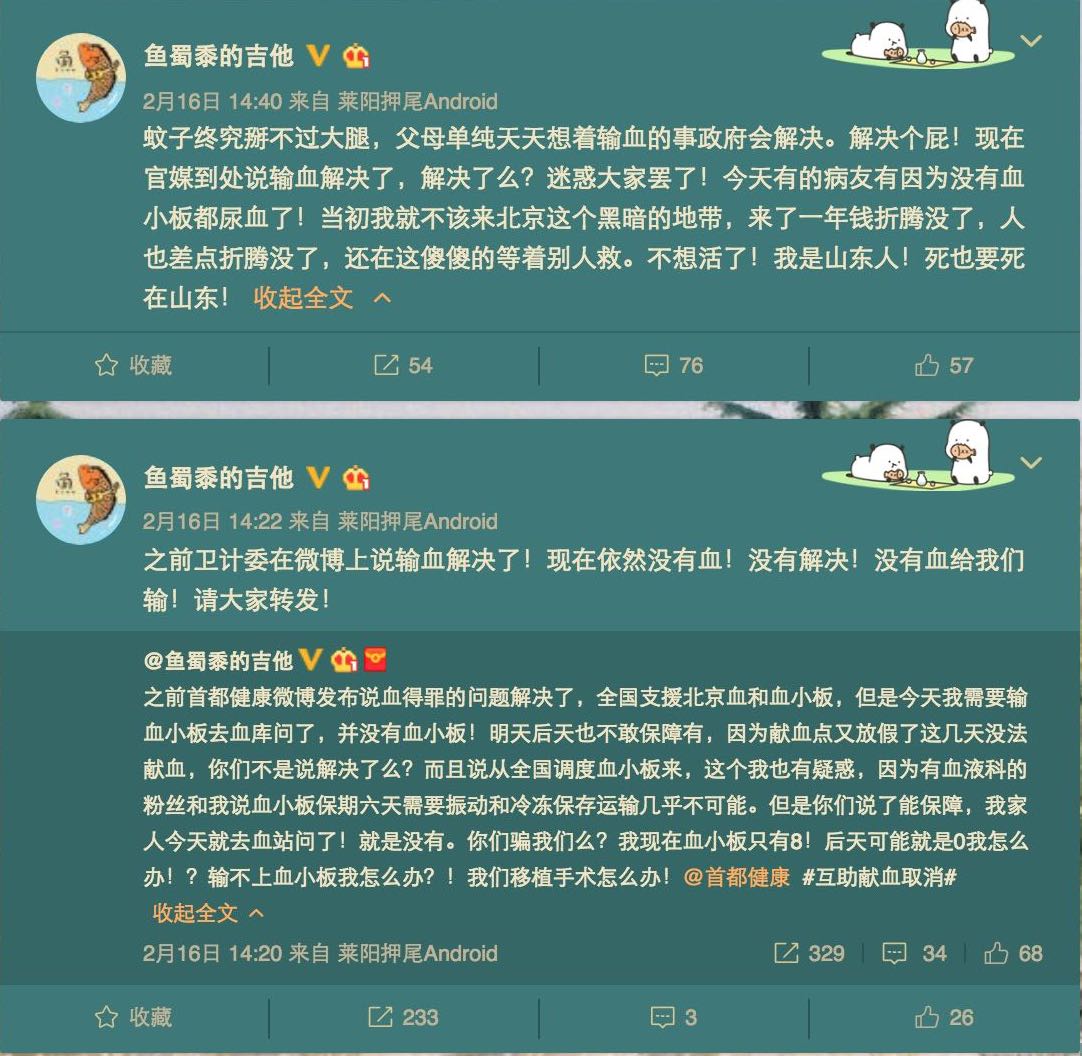 鱼蜀黍的吉他
2月16日 14:40 来自 莱阳押尾Android
蚊子终究掰不过大腿，父母单纯天天想着输血的事政府会解决。解决个屁！现在
官媒到处说输血解决了，解决了么？迷惑大家罢了！今天有的病友有因为没有血
小板都尿血了！当初我就不该来北京这个黑暗的地带，来了一年钱折腾没了，人
也差点折腾没了，还在这傻傻的等着别人救。不想活了！我是山东人！死也要死
在山东！ 收起全文
收藏 54 76 57
鱼蜀黍的吉他
2月16日 14:22 来自 莱阳押尾Android
之前卫计委在微博上说输血解决了！现在依然没有血！没有解决！没有血给我们
输！请大家转发！
@鱼蜀黍的吉他
之前首都健康微博发布说血得罪的问题解决了，全国支援北京血和血小板，但是今天我需要输
血小板去血库问了，并没有血小板！明天后天也不敢保障有，因为献血点又放假了这几天没法
献血，你们不是说解决了么？而且说从全国调度血小板来，这个我也有疑惑，因为有血液科的
粉丝和我说血小板保期六天需要振动和冷冻保存运输几乎不可能。但是你们说了能保障，我家
人今天就去血站问了！就是没有。你们骗我们么？我现在血小板只有8！后天可能就是0我怎么
办！？输不上血小板我怎么办？！我们移植手术怎么办！@首都健康 #互助献血取消#
收起全文
2月16日 14:20 来自 莱阳押尾Android 329 34 68
收藏 233 3 26